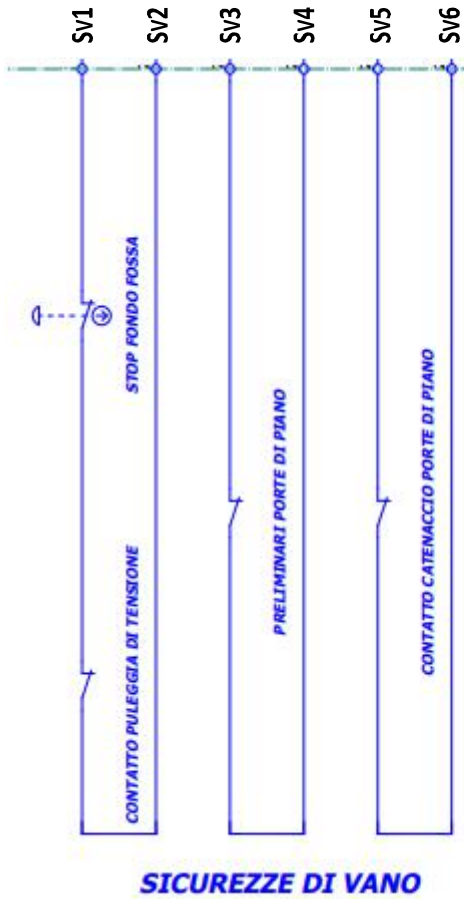 SV1
SV2
SV3
SV4
SV5
SV6
STOP FONDO FOSSA
CONTATTO PULEGGIA DI TENSIONE
PRELIMINARI PORTE DI PIANO
CONTATTO CATENACCIO PORTE DI PIANO
SICUREZZE DI VANO